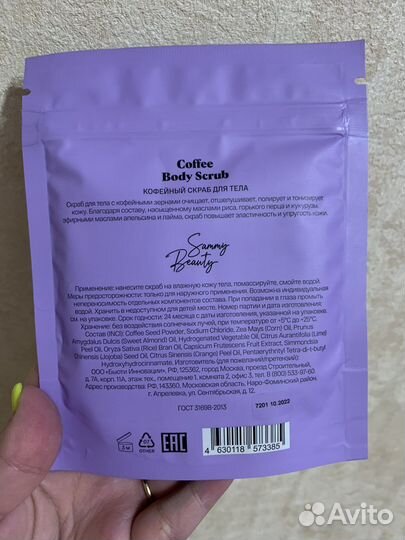 Coffee
Body Scrub
КОФЕЙНЫЙ СКРАБ ДЛЯ ТЕЛА
Скраб для тела с кофейными зернами очищает, отшелушивает, полирует и тонизирует
кожу. Благодаря составу, насыщенному маслами риса, горького перца и кукурузы,
эфирными маслами апельсина и лайма, скраб повышает эластичность и упругость кожи.
Sammy
Beauty
Применение: нанесите скраб на влажную кожу тела, помассируйте, смойте водой.
Меры предосторожности: только для наружного применения. Возможна индивидуальная
непереносимость отдельных компонентов состава. При попадании в глаза промыть
водой. Хранить в недоступном для детей месте. Номер партии и дата изготовления:
см. на упаковке. Срок годности 24 месяца с даты изготовления, указанной на упаковке.
Хранение: без воздействия солнечных лучей, при температуре от +5°C до +25°C.
Состав (INCI): Coffee Seed Powder, Sodium Chloride, Zea Mays (Corn) Oil, Prunus
Amygdalus Dulcis (Sweet Almond) Oil, Hydrogenated Vegetable Oil, Citrus Aurantifolia (Lime)
Peel Oil, Oryza Sativa (Rice) Bran Oil, Capsicum Frutescens Fruit Extract, Simmondsia
Chinensis (Jojoba) Seed Oil, Citrus Sinensis (Orange) Peel Oil, Pentaerythrityl Tetra-di-t-butyl
Hydroxyhydrocinnamate. Изготовитель (для пожеланий/претензий):
ООО «Бьюти Инновации», РФ, 125362, город Москва, проезд Строительный,
д. 7А, корп. 11А, этаж тех., помещение 1, комната 2, офис 3, тел. 8 (800) 533-97-60.
Адрес производства: РФ, 143360, Московская область, Наро-Фоминский район,
г. Апрелевка, ул. Сентябрьская, д. 12.
ГОСТ 31698-2013
7201 10.2022
3 M
07
OTHER
EAC
4 630118 573385
Avito